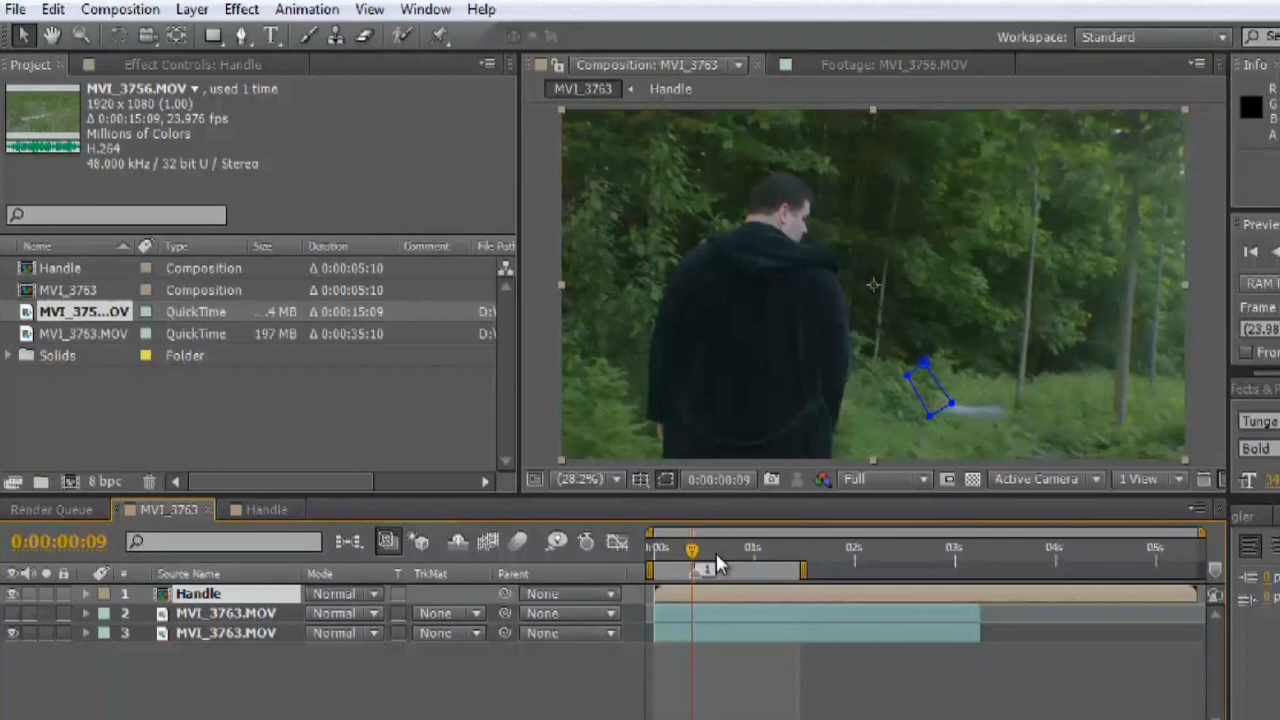 File Edit Composition Layer Effect Animation View Window Help
Workspace: Standard
Project Effect Controls: Handle Composition: MVI_3763 Footage: MVI_3756.MOV Info
MVI_3756.MOV , used 1 time
1920 x 1080 (1.00)
Δ 0:00:15:09, 23.976 fps
Millions of Colors
H.264
48.000 kHz / 32 bit U / Stereo
MVI_3763 Handle
R
G
B
A
Preview
RAM
Frame
(23.98
Name Type Size Duration Comment File Path
Handle Composition Δ 0:00:05:10
MVI_3763 Composition Δ 0:00:05:10
MVI_375...OV QuickTime ...4 MB Δ 0:00:15:09 D:\
MVI_3763.MOV QuickTime 197 MB Δ 0:00:35:10 D:\
Solids Folder
Tunga
Bold
8 bpc
(28.2%) 0:00:00:09 Full Active Camera 1 View
Render Queue MVI_3763 Handle
0:00:00:09
01s 02s 03s 04s 05s
1
# Source Name Mode T TrkMat Parent
1 Handle Normal None
2 MVI_3763.MOV Normal None None
3 MVI_3763.MOV Normal None None